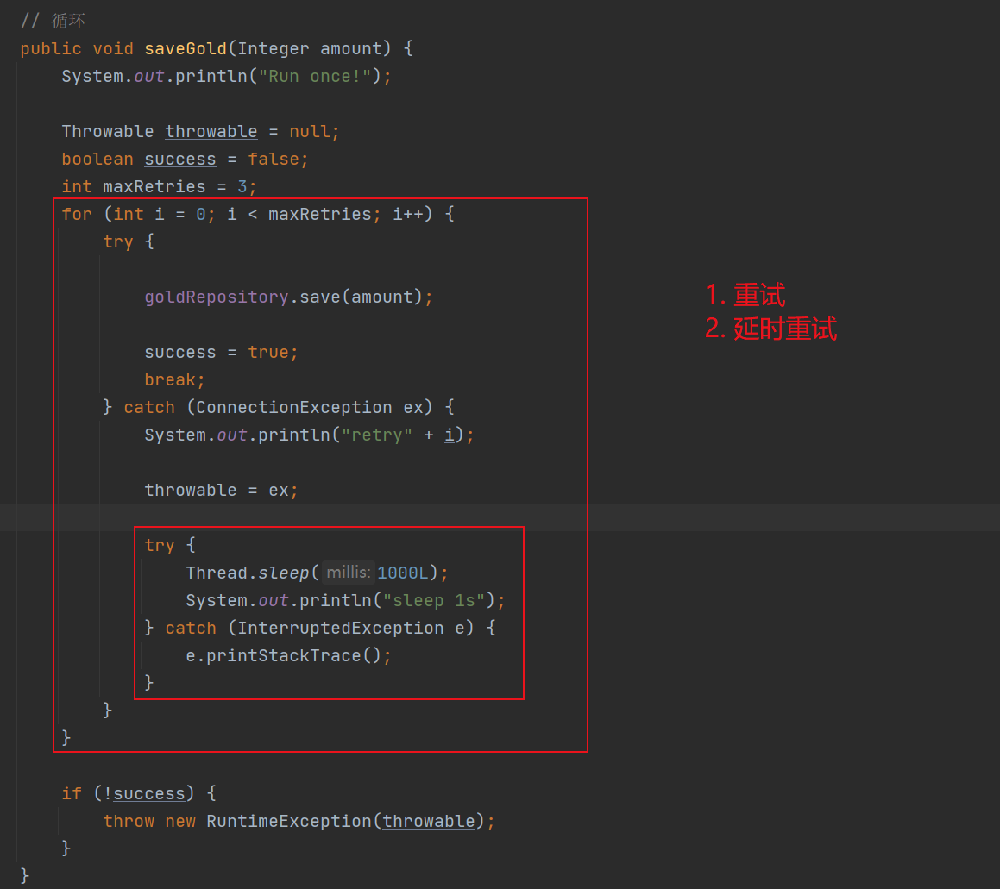 // 循环
public void saveGold(Integer amount) {
System.out.println("Run once!");
Throwable throwable = null;
boolean success = false;
int maxRetries = 3;
for (int i = 0; i < maxRetries; i++) {
try {
goldRepository.save(amount);
1. 重试
2. 延时重试
success = true;
break;
} catch (ConnectionException ex) {
System.out.println("retry" + i);
throwable = ex;
try {
Thread.sleep( millis: 1000L);
System.out.println("sleep 1s");
} catch (InterruptedException e) {
e.printStackTrace();
}
}
}
if (!success) {
throw new RuntimeException(throwable);
}
}